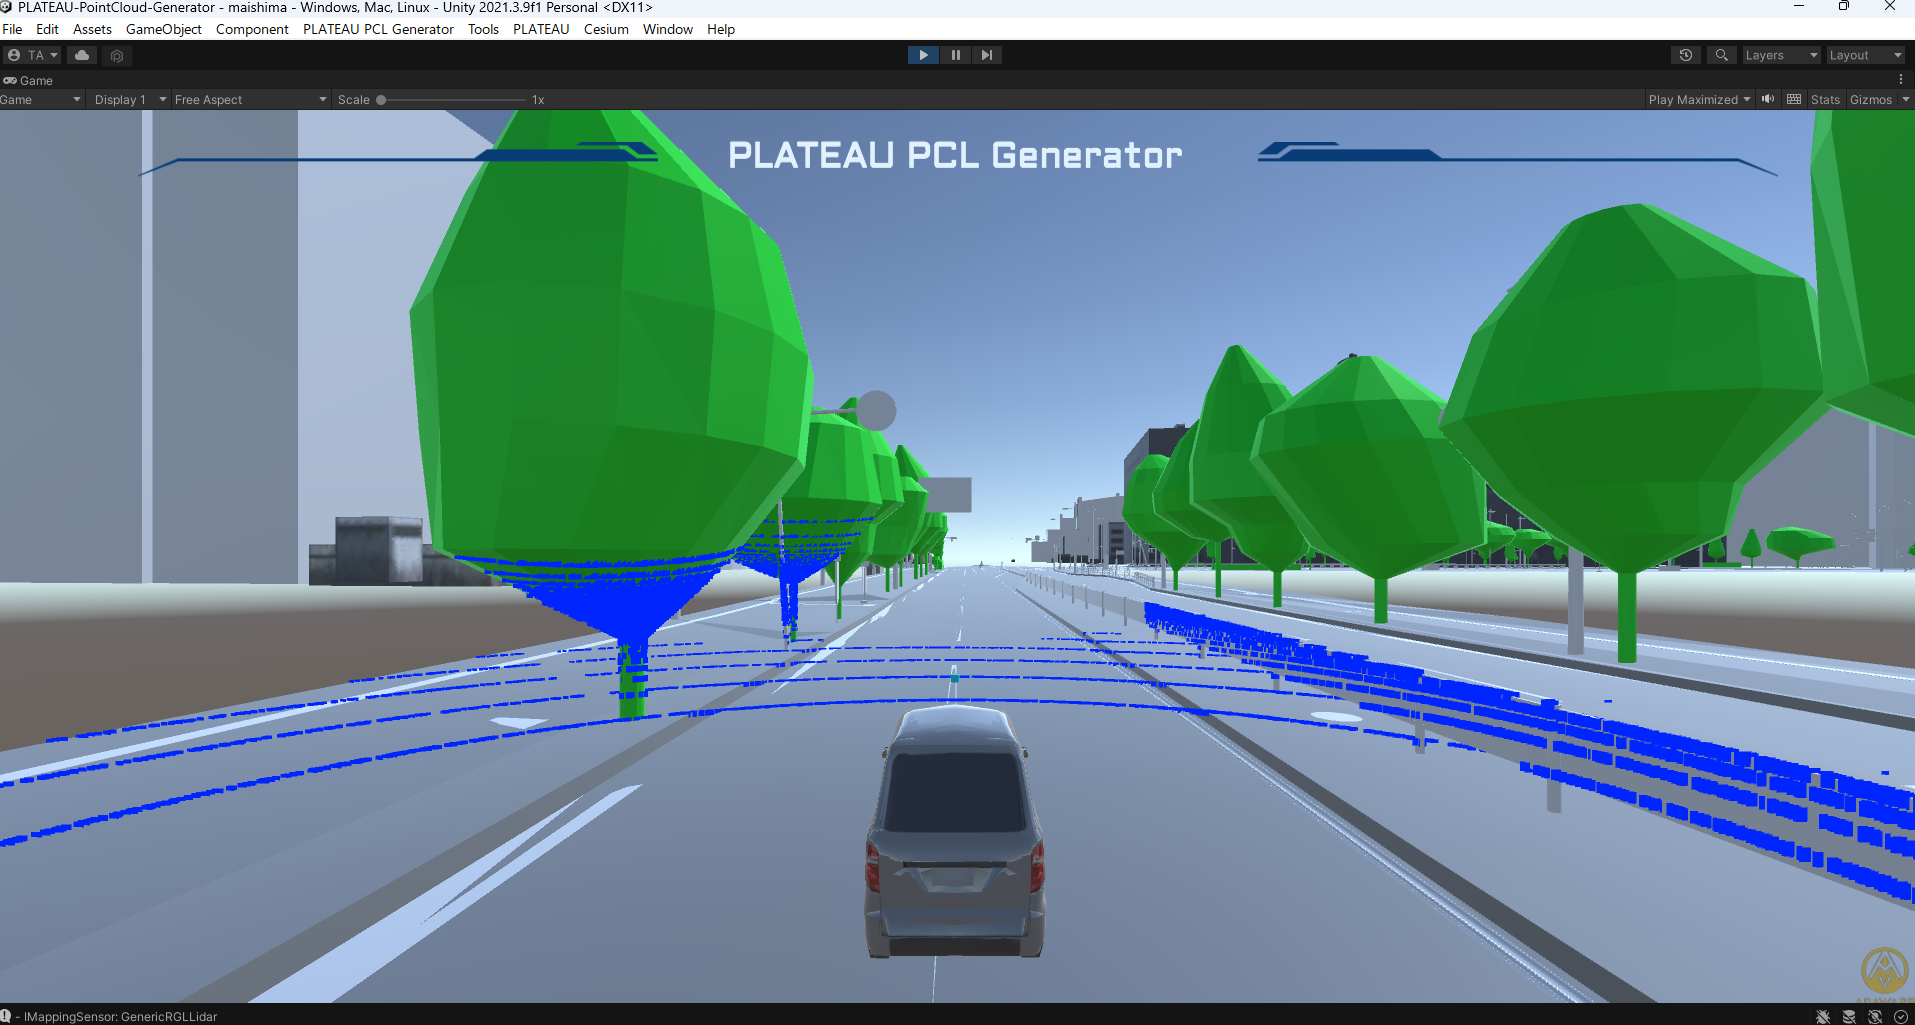 PLATEAU-PointCloud-Generator - maishima - Windows, Mac, Linux - Unity 2021.3.9f1 Personal <DX11>
File Edit Assets GameObject Component PLATEAU PCL Generator Tools PLATEAU Cesium Window Help
TA Layers Layout
Game
Game Display 1 Free Aspect Scale 1x Play Maximized Stats Gizmos
PLATEAU PCL Generator
- IMappingSensor: GenericRGLLidar